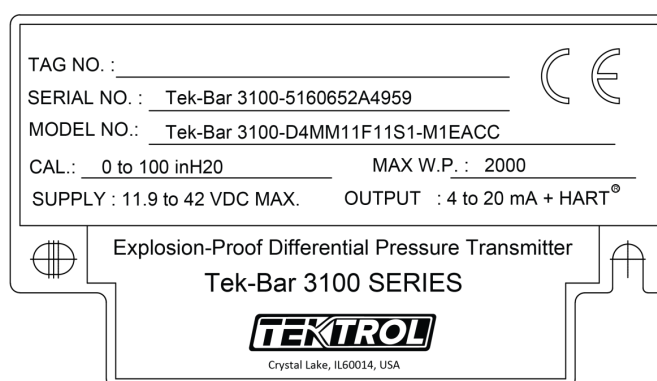 TAG NO. :
CE
SERIAL NO. : Tek-Bar 3100-5160652A4959
MODEL NO.: Tek-Bar 3100-D4MM11F11S1-M1EACC
CAL.: 0 to 100 inH20 MAX W.P. : 2000
SUPPLY : 11.9 to 42 VDC MAX. OUTPUT : 4 to 20 mA + HART®
Explosion-Proof Differential Pressure Transmitter
Tek-Bar 3100 SERIES
TEKTROL
Crystal Lake, IL60014, USA